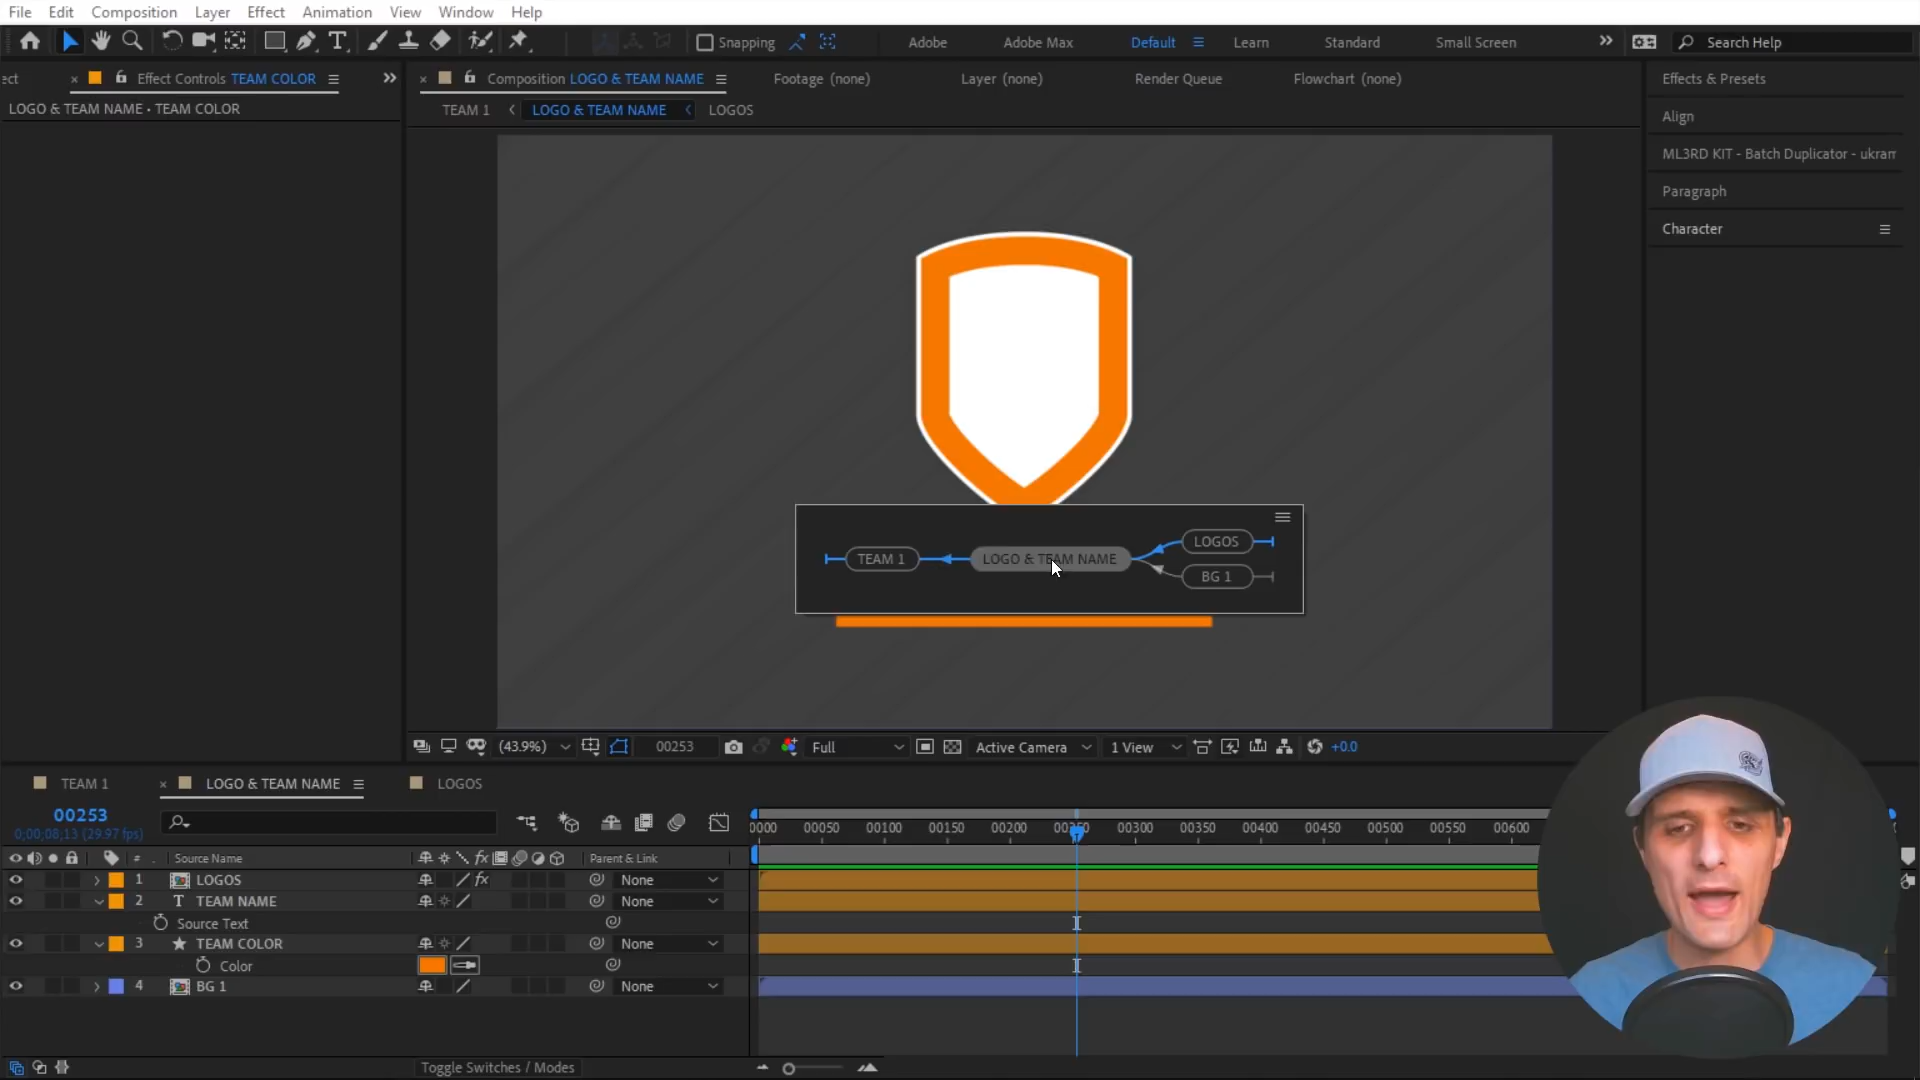 File Edit Composition Layer Effect Animation View Window Help
Snapping Adobe Adobe Max Default Learn Standard Small Screen Search Help
ect Effect Controls TEAM COLOR
LOGO & TEAM NAME • TEAM COLOR
Composition LOGO & TEAM NAME Footage (none) Layer (none) Render Queue Flowchart (none)
TEAM 1 LOGO & TEAM NAME LOGOS
Effects & Presets
Align
ML3RD KIT - Batch Duplicator - ukram
Paragraph
Character
LOGOS
TEAM 1 LOGO & TEAM NAME
BG 1
(43.9%) 00253 Full Active Camera 1 View +0.0
TEAM 1 LOGO & TEAM NAME LOGOS
00253
0;00;08;13 (29.97 fps)
0000 00050 00100 00150 00200 00250 00300 00350 00400 00450 00500 00550 00600
# Source Name fx Parent & Link
1 LOGOS fx None
2 T TEAM NAME None
Source Text
3 TEAM COLOR None
Color
4 BG 1 None
Toggle Switches / Modes